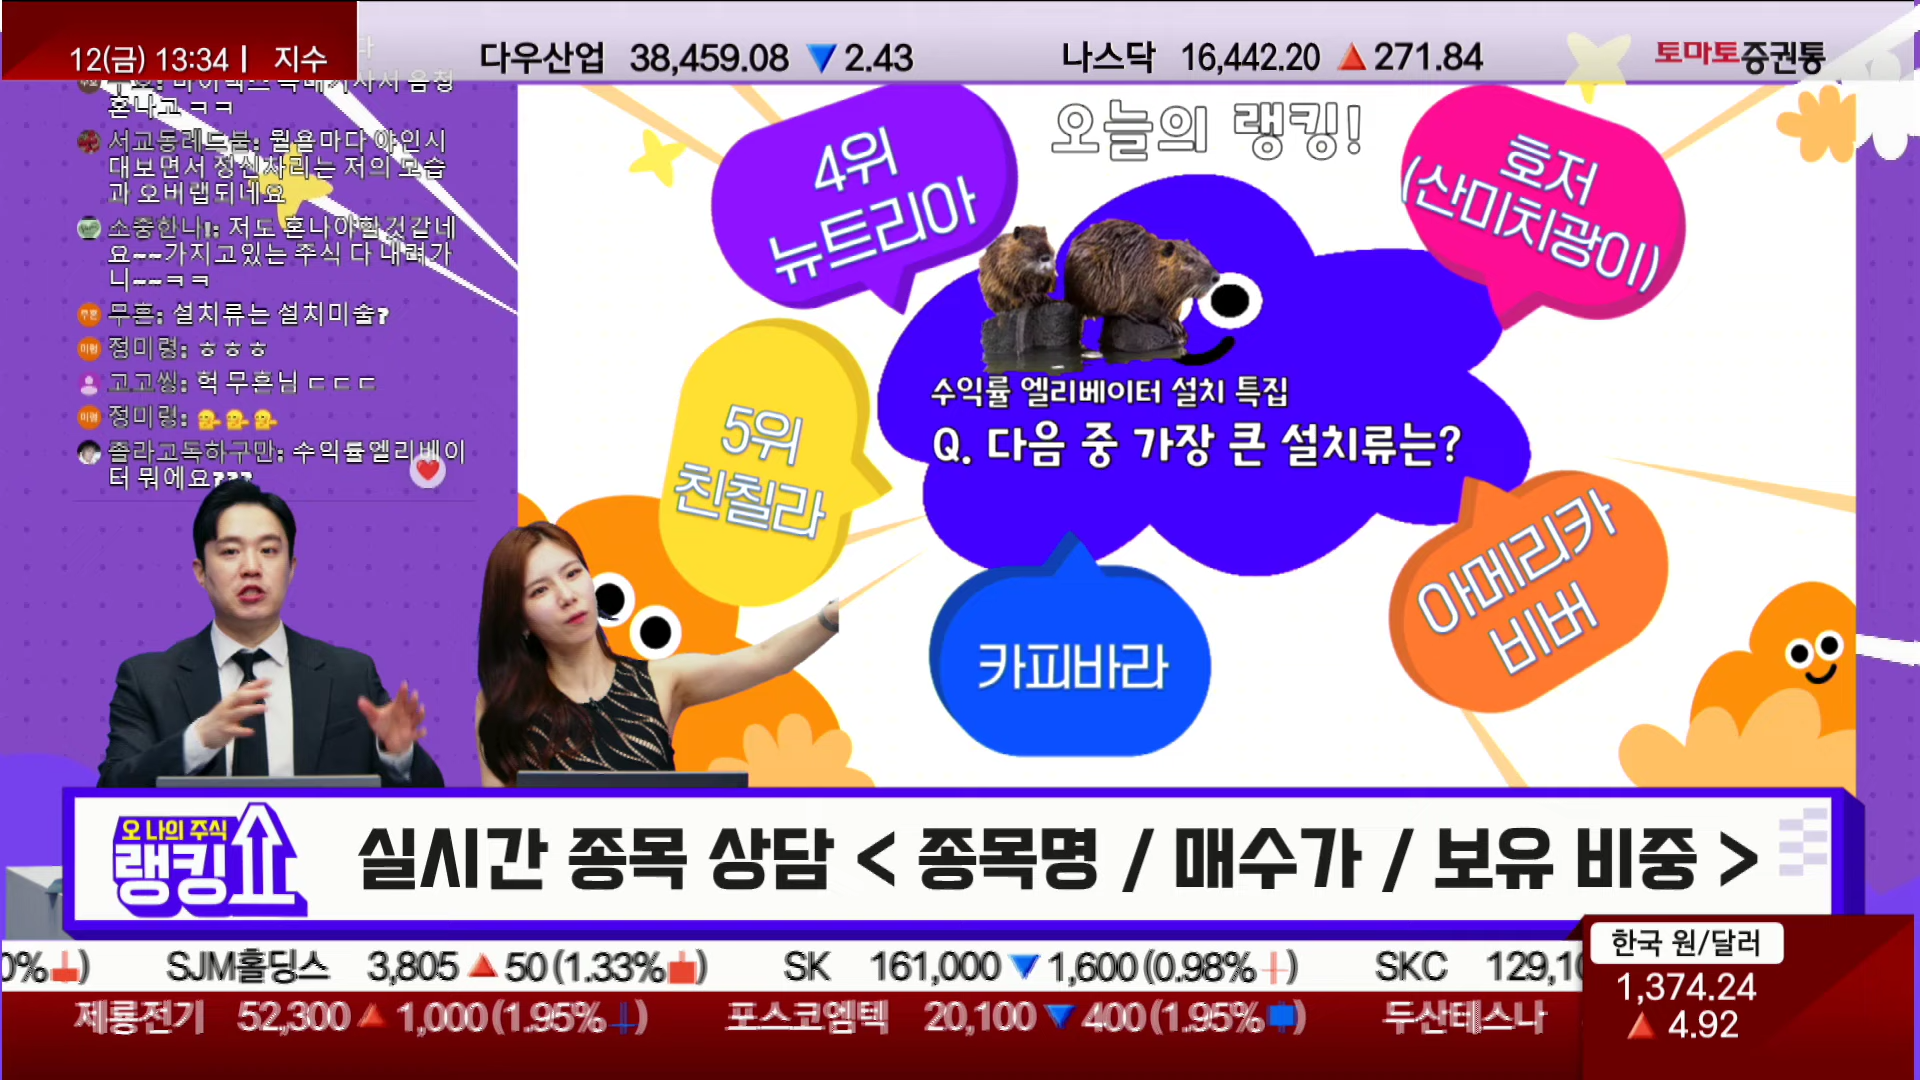 12(금) 13:34 | 지수
다우산업 38,459.08 ▼ 2.43
나스닥 16,442.20 ▲ 271.84
토마토증권통
혼나고 ㅋㅋ
서교동레드불: 월욜마다 야인시
대보면서 정신차리는 저의 모습
과 오버랩되네요
소중한나: 저도 혼나야할것같네
요~~가지고있는 주식 다 내려가
니~~ㅋㅋ
무흔: 설치류는 설치미술?
정미령: ㅎㅎㅎ
고고씽: 헉 무흔님 ㄷㄷㄷ
정미령:
졸라고독하구만: 수익률엘리베이
터 뭐에요???
오늘의 랭킹!
4위
뉴트리아
호저
(산미치광이)
5위
친칠라
수익률 엘리베이터 설치 특집
Q. 다음 중 가장 큰 설치류는?
카피바라
아메리카
비버
오 나의 주식
랭킹쇼
실시간 종목 상담 < 종목명 / 매수가 / 보유 비중 >
0% ) SJM홀딩스 3,805 ▲ 50 (1.33% ) SK 161,000 ▼ 1,600 (0.98% ) SKC 129,10
제룡전기 52,300 ▲ 1,000 (1.95% ) 포스코엠텍 20,100 ▼ 400 (1.95% ) 두산테스나
한국 원/달러
1,374.24
▲ 4.92